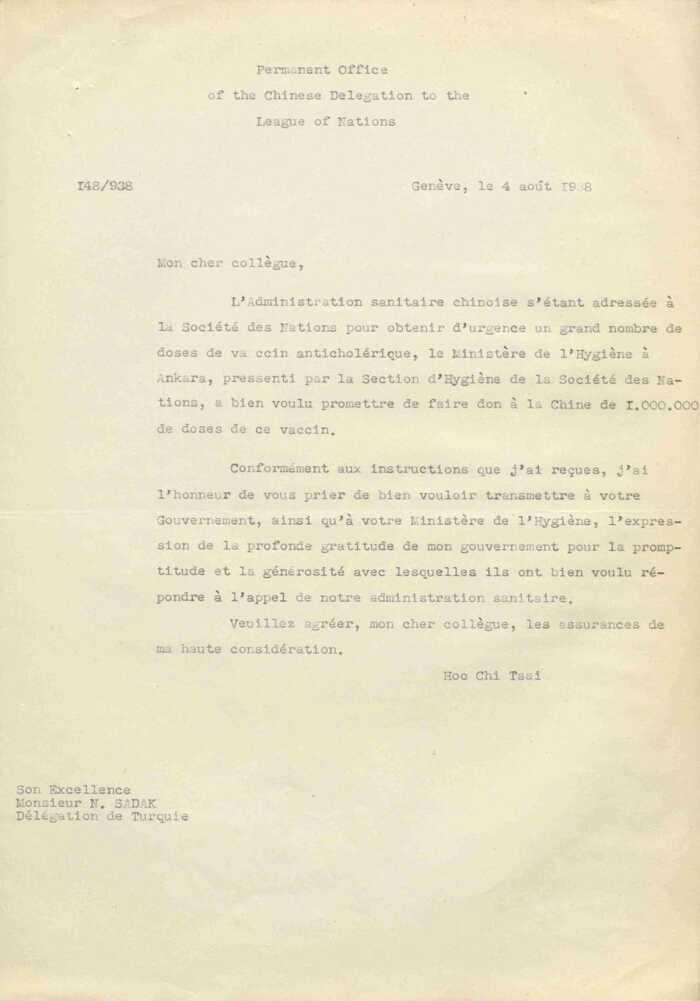 Permanent Office
of the Chinese Delegation to the
League of Nations
I48/938
Genève, le 4 août I938
Mon cher collègue,
L'Administration sanitaire chinoise s'étant adressée à
la Société des Nations pour obtenir d'urgence un grand nombre de
doses de va ccin anticholérique, le Ministère de l'Hygiène à
Ankara, pressenti par la Section d'Hygiène de la Société des Na-
tions, a bien voulu promettre de faire don à la Chine de I.000.000
de doses de ce vaccin.
Conformément aux instructions que j'ai reçues, j'ai
l'honneur de vous prier de bien vouloir transmettre à votre
Gouvernement, ainsi qu'à votre Ministère de l'Hygiène, l'expres-
sion de la profonde gratitude de mon gouvernement pour la promp-
titude et la générosité avec lesquelles ils ont bien voulu ré-
pondre à l'appel de notre administration sanitaire.
Veuillez agréer, mon cher collègue, les assurances de
ma haute considération.
Hoo Chi Tsai
Son Excellence
Monsieur N. SADAK
Délégation de Turquie